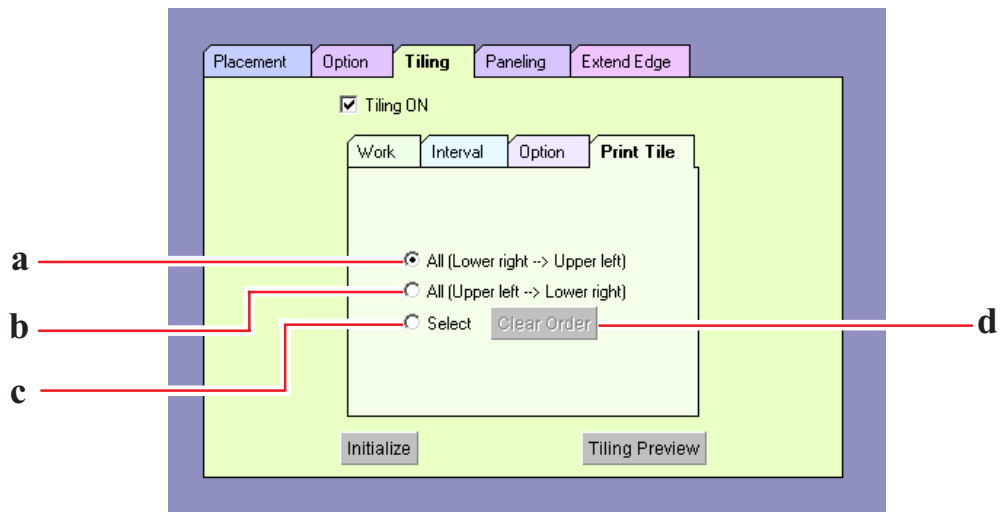 Placement Option Tiling Paneling Extend Edge
Tiling ON
Work Interval Option Print Tile
a All (Lower right --> Upper left)
b All (Upper left --> Lower right)
c Select Clear Order d
Initialize Tiling Preview